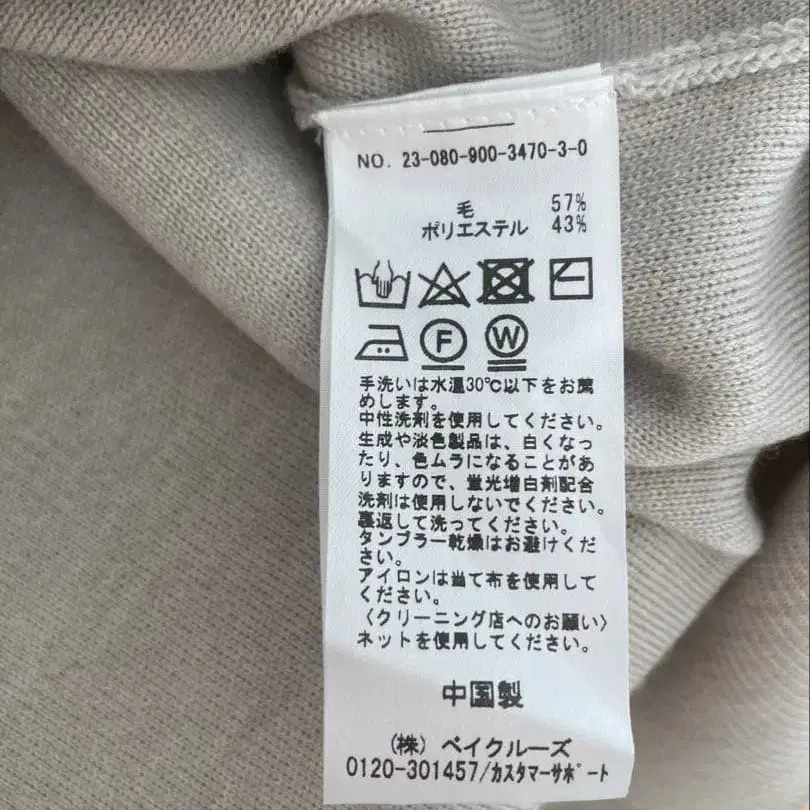 NO. 23-080-900-3470-3-0
毛 57%
ポリエステル 43%
F W
手洗いは水温30℃以下をお薦
めします。
中性洗剤を使用してください。
生成や淡色製品は、白くなっ
たり、色ムラになることがあ
りますので、蛍光増白剤配合
洗剤は使用しないでください。
裏返して洗ってください。
タンブラー乾燥はお避けくだ
さい。
アイロンは当て布を使用して
ください。
〈クリーニング店へのお願い〉
ネットを使用してください。
中国製
(株) ベイクルーズ
0120-301457/カスタマーサポート